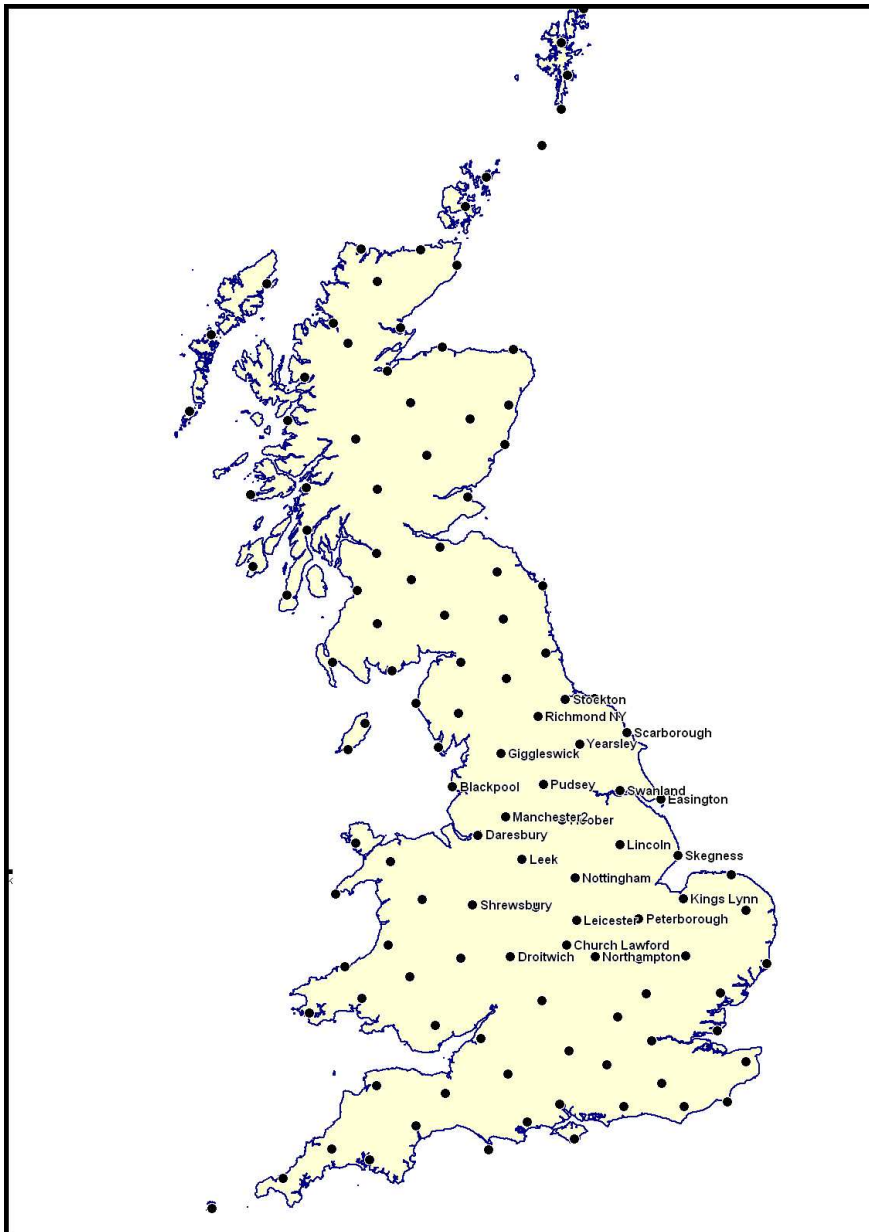 Stockton
Richmond NY
Scarborough
Yearsley
Giggleswick
Pudsey
Blackpool
Swanland
Easington
Manchester2
Hoober
Daresbury
Lincoln
Skegness
Leek
Nottingham
Kings Lynn
Shrewsbury
Leicester
Peterborough
Church Lawford
Droitwich
Northampton